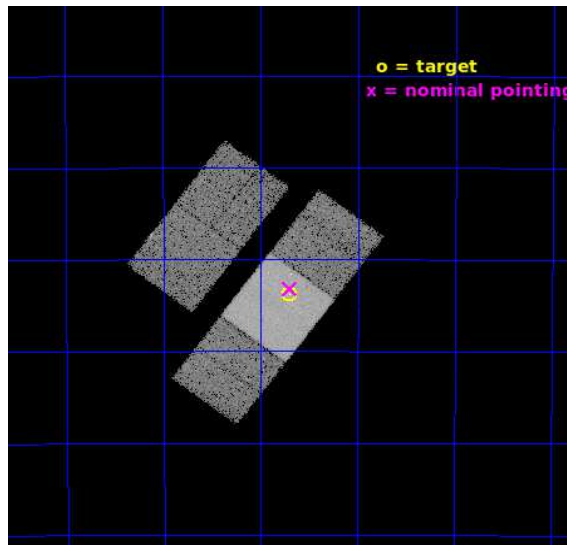 o = target
x = nominal pointing